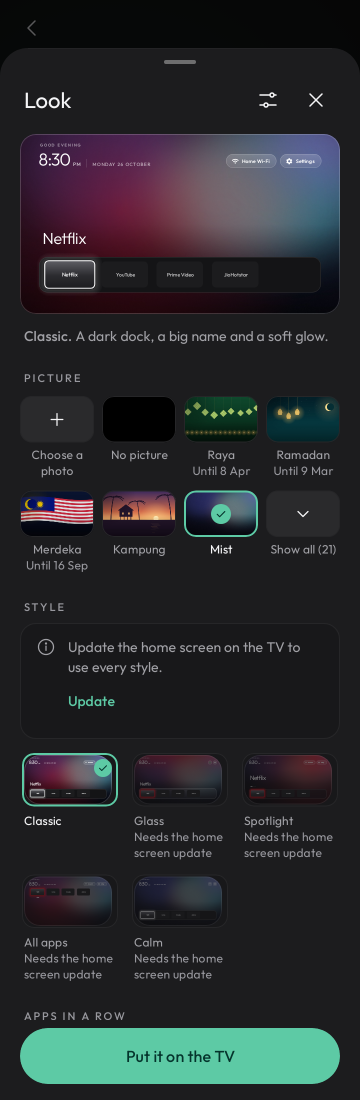 Look
GOOD EVENING
8:30 PM
MONDAY 26 OCTOBER
Home Wi-Fi
Settings
Netflix
Netflix
YouTube
Prime Video
JioHotstar
Classic. A dark dock, a big name and a soft glow.
PICTURE
Choose a
photo
No picture
Raya
Until 8 Apr
Ramadan
Until 9 Mar
Merdeka
Until 16 Sep
Kampung
Mist
Show all (21)
STYLE
Update the home screen on the TV to
use every style.
Update
Classic
Glass
Needs the home
screen update
Spotlight
Needs the home
screen update
All apps
Needs the home
screen update
Calm
Needs the home
screen update
APPS IN A ROW
Put it on the TV